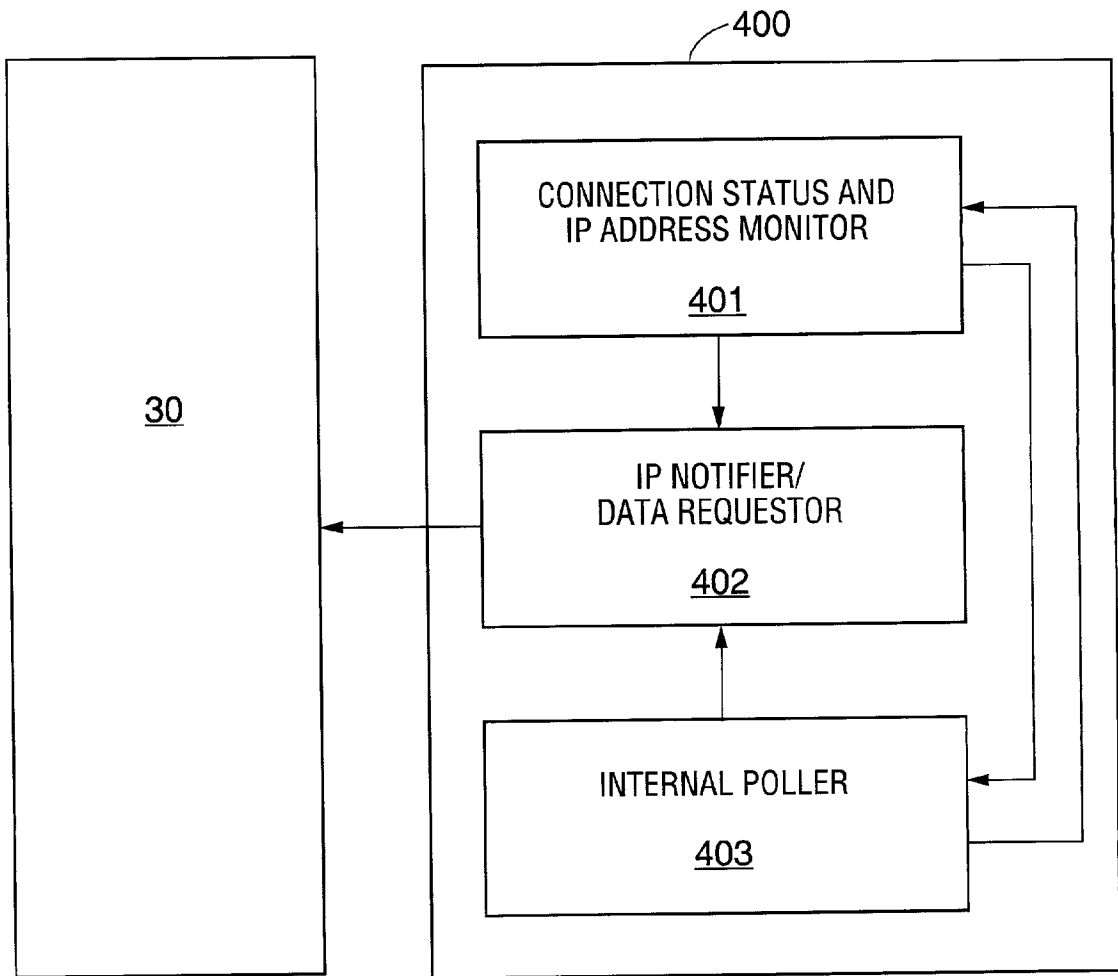 400
CONNECTION STATUS AND
IP ADDRESS MONITOR
401
30
IP NOTIFIER/
DATA REQUESTOR
402
INTERNAL POLLER
403